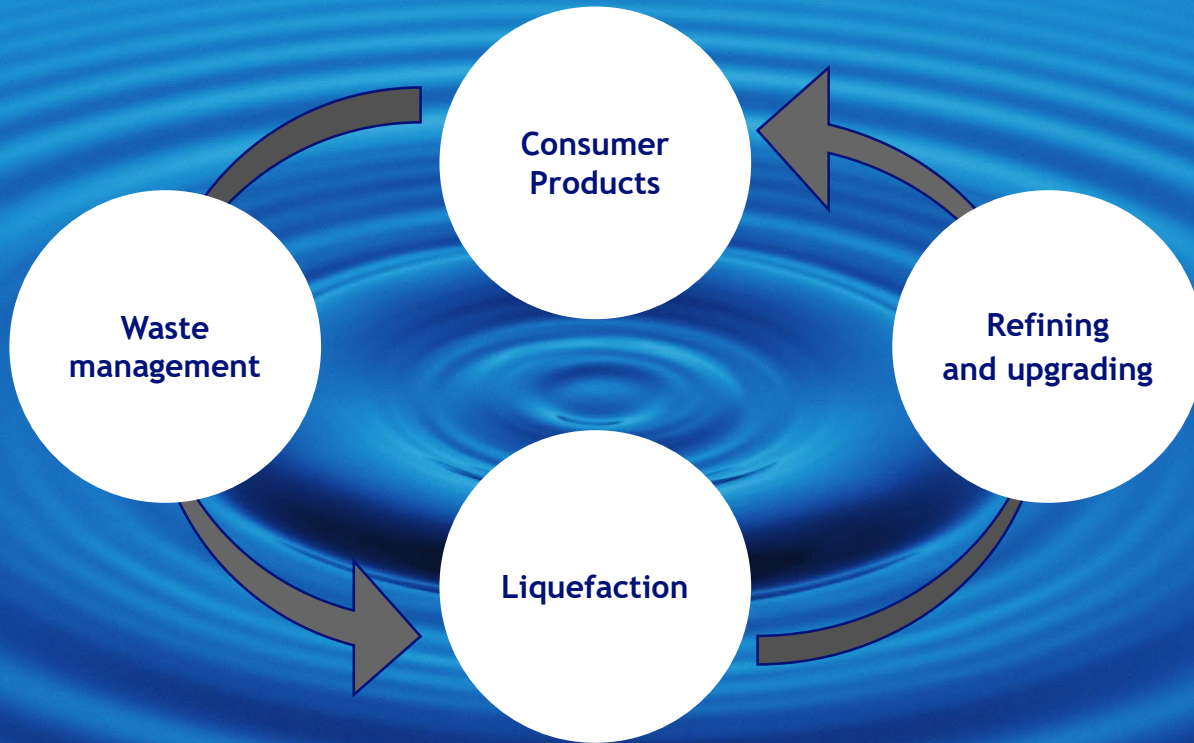 Consumer
Products
Waste
management
Refining
and upgrading
Liquefaction